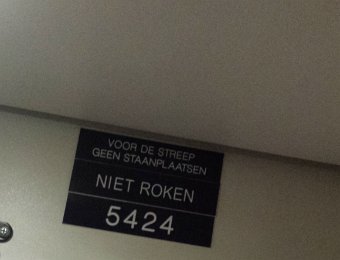 VOOR DE STREEP
GEEN STAANPLAATSEN
NIET ROKEN
5424